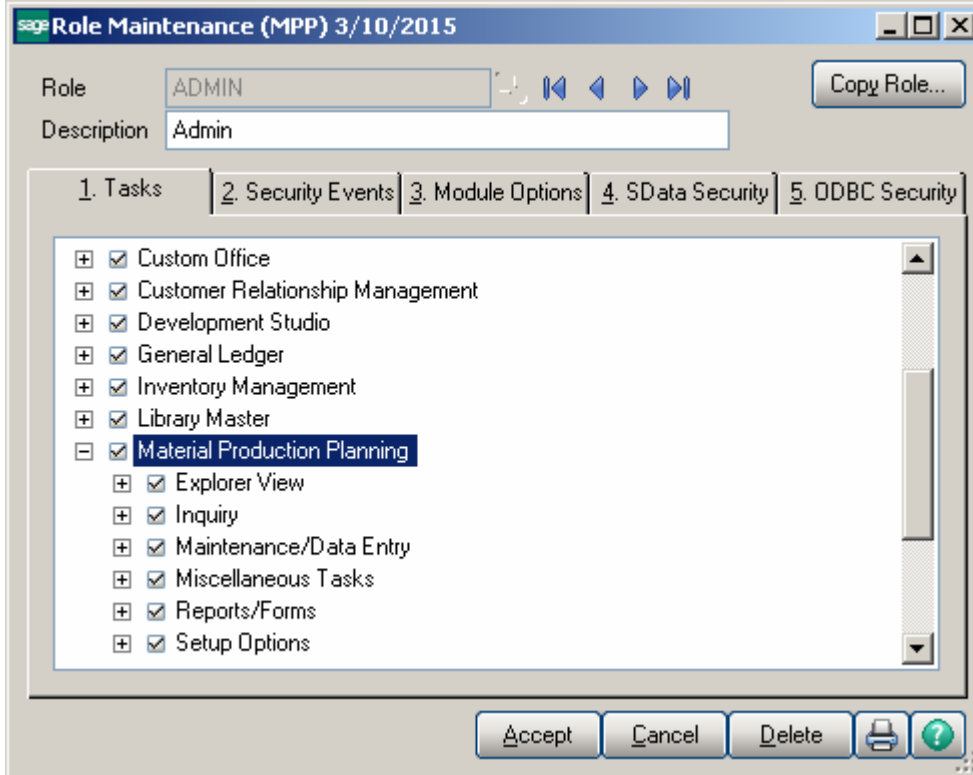 sage Role Maintenance (MPP) 3/10/2015
Role ADMIN Copy Role...
Description Admin
1. Tasks 2. Security Events 3. Module Options 4. SData Security 5. ODBC Security
Custom Office
Customer Relationship Management
Development Studio
General Ledger
Inventory Management
Library Master
Material Production Planning
Explorer View
Inquiry
Maintenance/Data Entry
Miscellaneous Tasks
Reports/Forms
Setup Options
Accept Cancel Delete ?